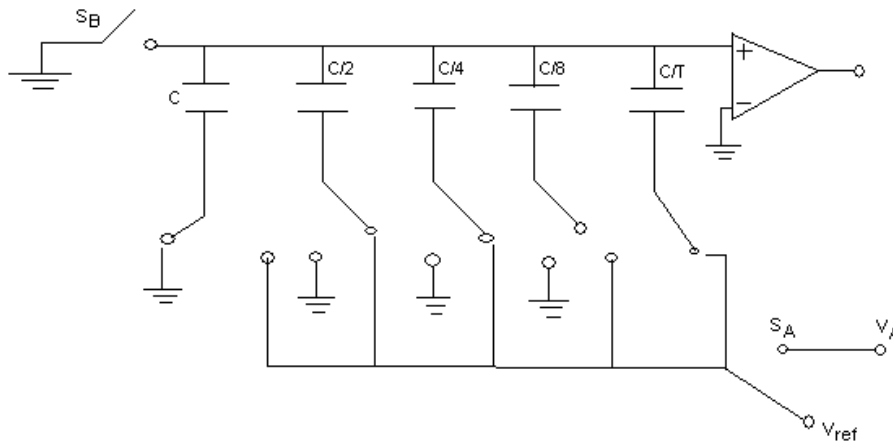 S_B
C
C/2
C/4
C/8
C/T
+
−
S_A
V_A
V_ref